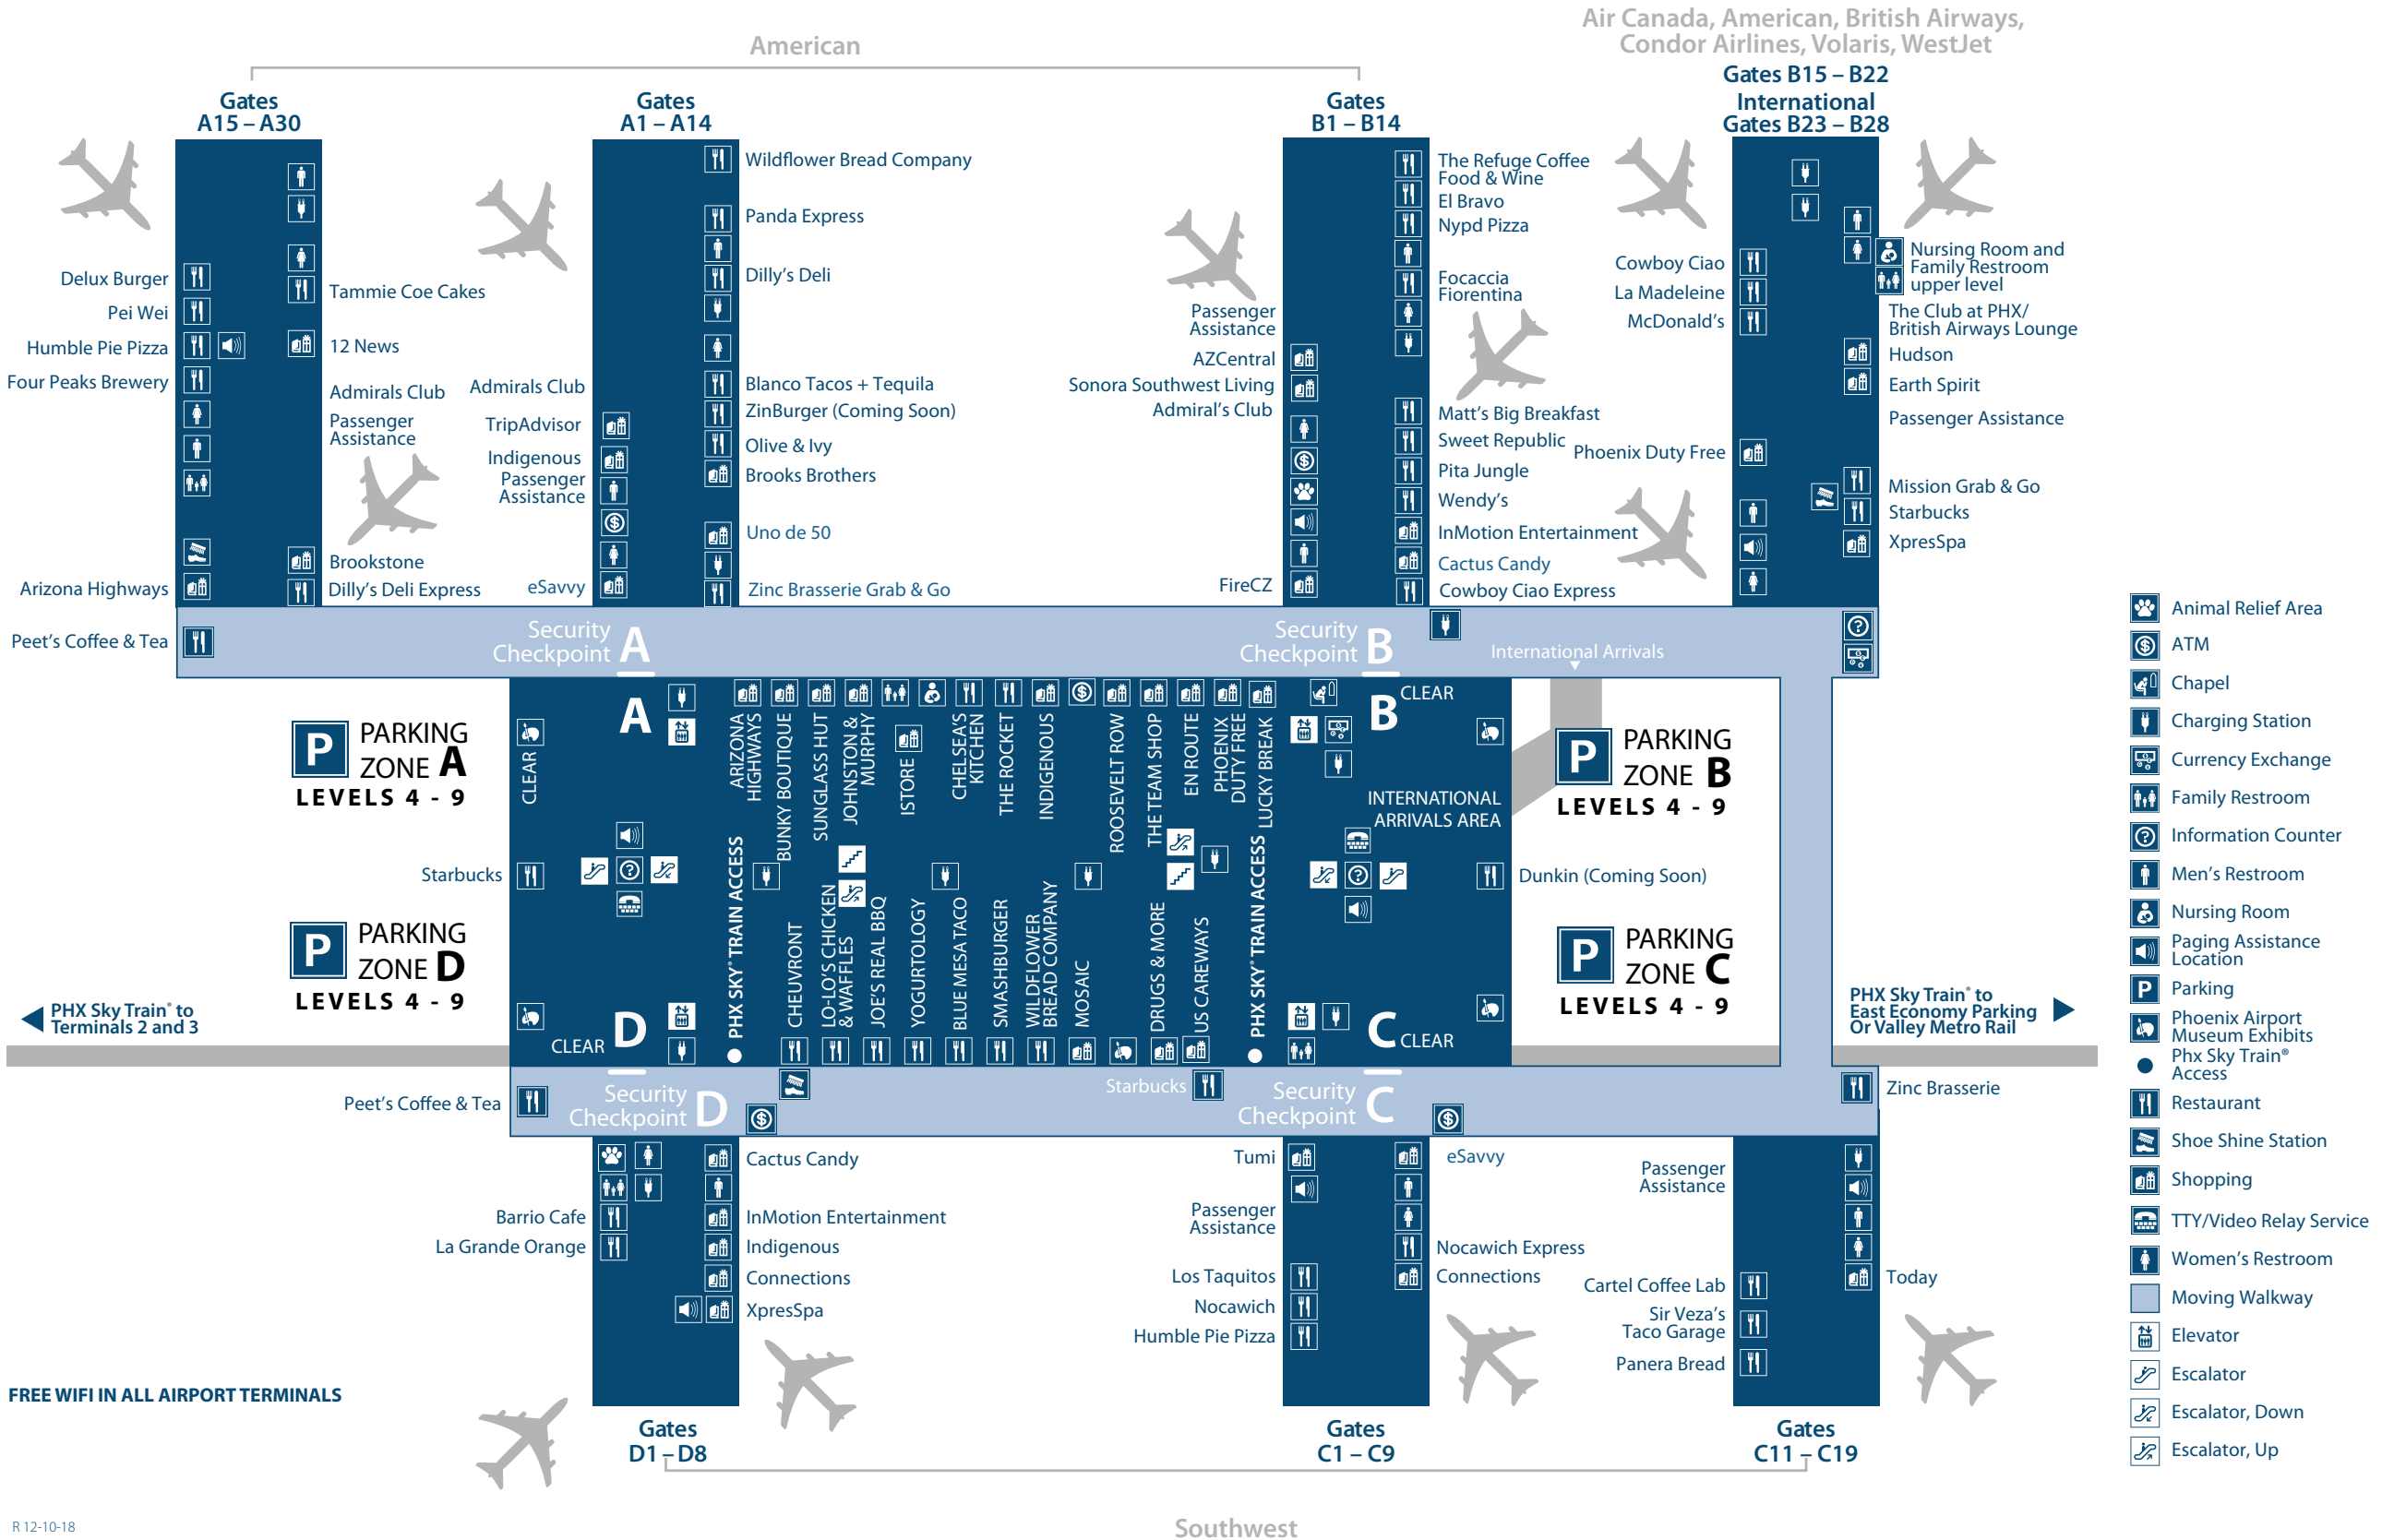 Air Canada, American, British Airways,
Condor Airlines, Volaris, WestJet
American
Gates B15 – B22
International
Gates B23 – B28
Gates
A15 – A30
Gates
A1 – A14
Gates
B1 – B14
Delux Burger
Pei Wei
Humble Pie Pizza
Four Peaks Brewery
Arizona Highways
Peet's Coffee & Tea
Tammie Coe Cakes
12 News
Admirals Club
Passenger
Assistance
Brookstone
Dilly's Deli Express
Admirals Club
TripAdvisor
Indigenous
Passenger
Assistance
eSavvy
Wildflower Bread Company
Panda Express
Dilly's Deli
Blanco Tacos + Tequila
ZinBurger (Coming Soon)
Olive & Ivy
Brooks Brothers
Uno de 50
Zinc Brasserie Grab & Go
Passenger
Assistance
AZCentral
Sonora Southwest Living
Admiral's Club
FireCZ
The Refuge Coffee
Food & Wine
El Bravo
Nypd Pizza
Focaccia
Fiorentina
Matt's Big Breakfast
Sweet Republic
Pita Jungle
Wendy's
InMotion Entertainment
Cactus Candy
Cowboy Ciao Express
Cowboy Ciao
La Madeleine
McDonald's
Phoenix Duty Free
Nursing Room and
Family Restroom
upper level
The Club at PHX/
British Airways Lounge
Hudson
Earth Spirit
Passenger Assistance
Mission Grab & Go
Starbucks
XpresSpa
Security
Checkpoint A
Security
Checkpoint B
International Arrivals
A
B
CLEAR
CLEAR
ARIZONA
HIGHWAYS
BUNKY BOUTIQUE
SUNGLASS HUT
JOHNSTON &
MURPHY
ISTORE
CHELSEA'S
KITCHEN
THE ROCKET
INDIGENOUS
ROOSEVELT ROW
THE TEAM SHOP
EN ROUTE
PHOENIX
DUTY FREE
LUCKY BREAK
INTERNATIONAL
ARRIVALS AREA
P
PARKING
ZONE A
LEVELS 4 - 9
P
PARKING
ZONE B
LEVELS 4 - 9
Starbucks
Dunkin (Coming Soon)
P
PARKING
ZONE D
LEVELS 4 - 9
P
PARKING
ZONE C
LEVELS 4 - 9
PHX SKY® TRAIN ACCESS
CHEUVRONT
LO-LO'S CHICKEN
& WAFFLES
JOE'S REAL BBQ
YOGURTOLOGY
BLUE MESA TACO
SMASHBURGER
WILDFLOWER
BREAD COMPANY
MOSAIC
DRUGS & MORE
US CAREWAYS
PHX SKY® TRAIN ACCESS
PHX Sky Train® to
Terminals 2 and 3
PHX Sky Train® to
East Economy Parking
Or Valley Metro Rail
CLEAR D
C CLEAR
Peet's Coffee & Tea
Security
Checkpoint D
Starbucks
Security
Checkpoint C
Zinc Brasserie
Barrio Cafe
La Grande Orange
Cactus Candy
InMotion Entertainment
Indigenous
Connections
XpresSpa
Tumi
Passenger
Assistance
Los Taquitos
Nocawich
Humble Pie Pizza
eSavvy
Nocawich Express
Connections
Passenger
Assistance
Cartel Coffee Lab
Sir Veza's
Taco Garage
Panera Bread
Today
FREE WIFI IN ALL AIRPORT TERMINALS
Gates
D1 – D8
Gates
C1 – C9
Gates
C11 – C19
Southwest
R 12-10-18
Animal Relief Area
ATM
Chapel
Charging Station
Currency Exchange
Family Restroom
Information Counter
Men's Restroom
Nursing Room
Paging Assistance
Location
P
Parking
Phoenix Airport
Museum Exhibits
Phx Sky Train®
Access
Restaurant
Shoe Shine Station
Shopping
TTY/Video Relay Service
Women's Restroom
Moving Walkway
Elevator
Escalator
Escalator, Down
Escalator, Up